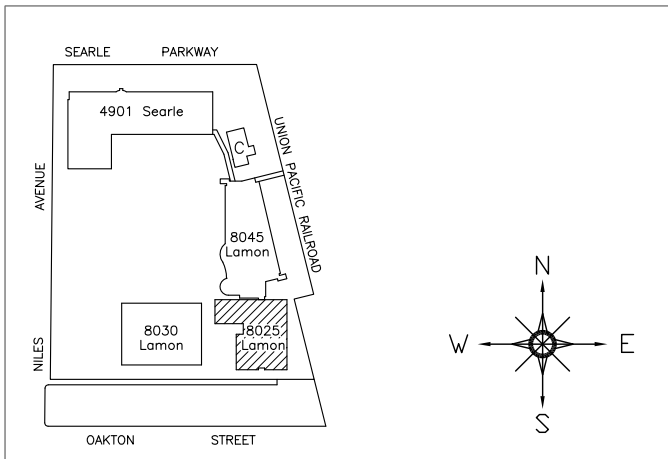 SEARLE PARKWAY
4901 Searle
C
UNION PACIFIC RAILROAD
AVENUE
8045
Lamon
N
8030
Lamon
8025
Lamon
W
E
NILES
S
OAKTON STREET